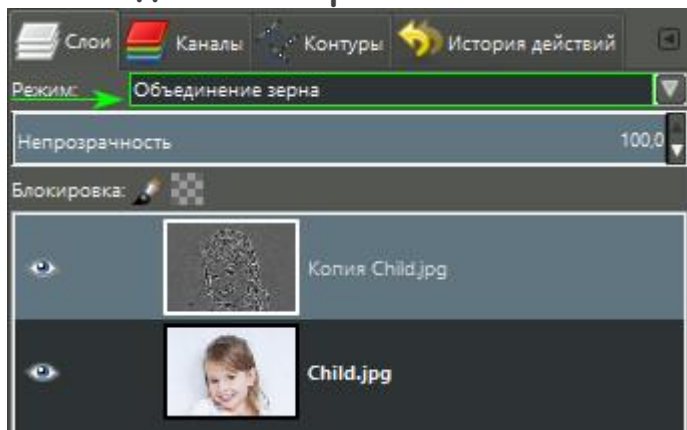 Слои Каналы Контуры История действий
Режим: Объединение зерна
Непрозрачность 100,0
Блокировка:
Копия Child.jpg
Child.jpg